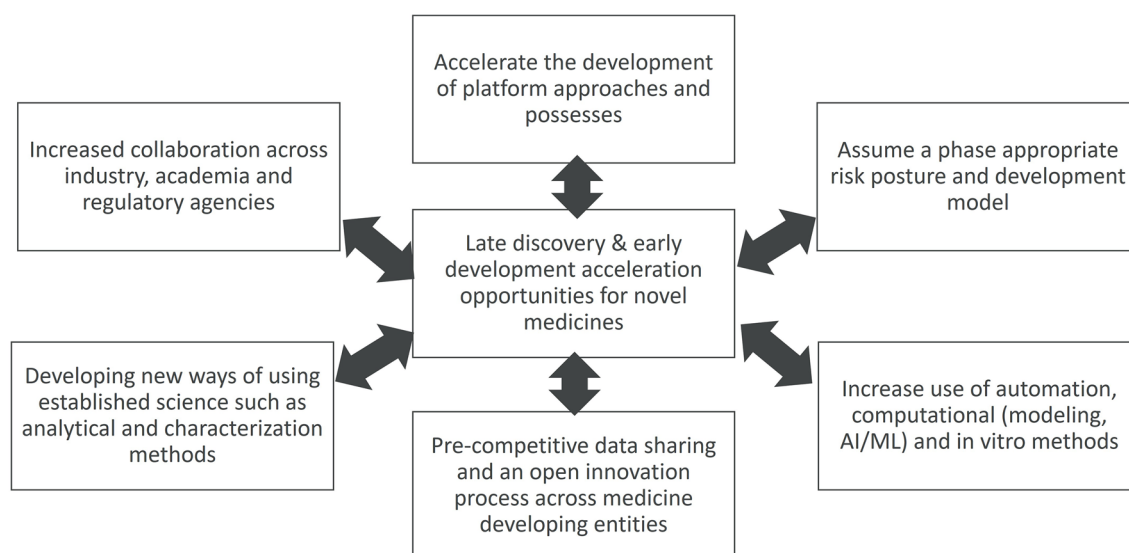 Accelerate the development
of platform approaches and
possesses
Increased collaboration across
industry, academia and
regulatory agencies
Assume a phase appropriate
risk posture and development
model
Late discovery & early
development acceleration
opportunities for novel
medicines
Developing new ways of using
established science such as
analytical and characterization
methods
Increase use of automation,
computational (modeling,
AI/ML) and in vitro methods
Pre-competitive data sharing
and an open innovation
process across medicine
developing entities